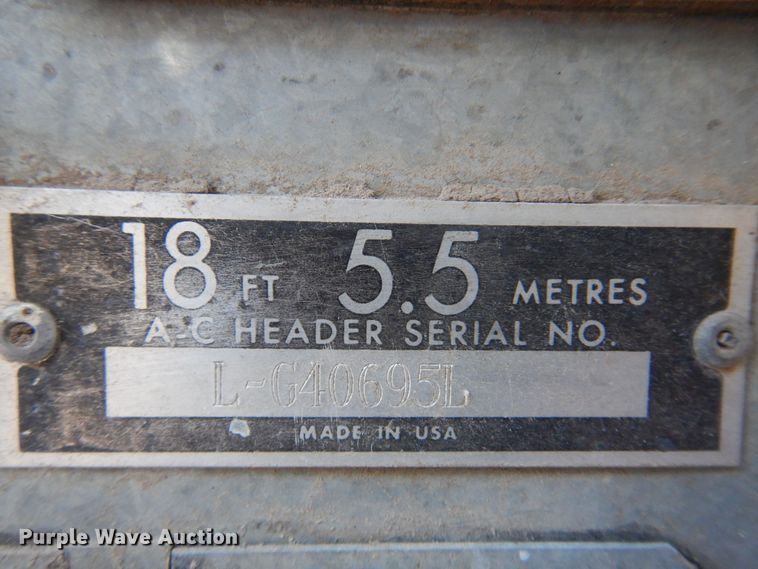 18 FT 5.5 METRES
A-C HEADER SERIAL NO.
L-G40695L
MADE IN USA
Purple Wave Auction